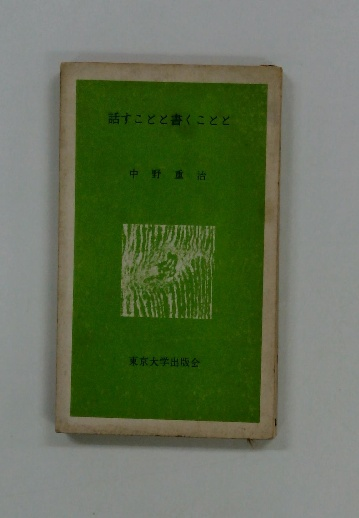 話すことと書くことと
中野重治
東京大学出版会